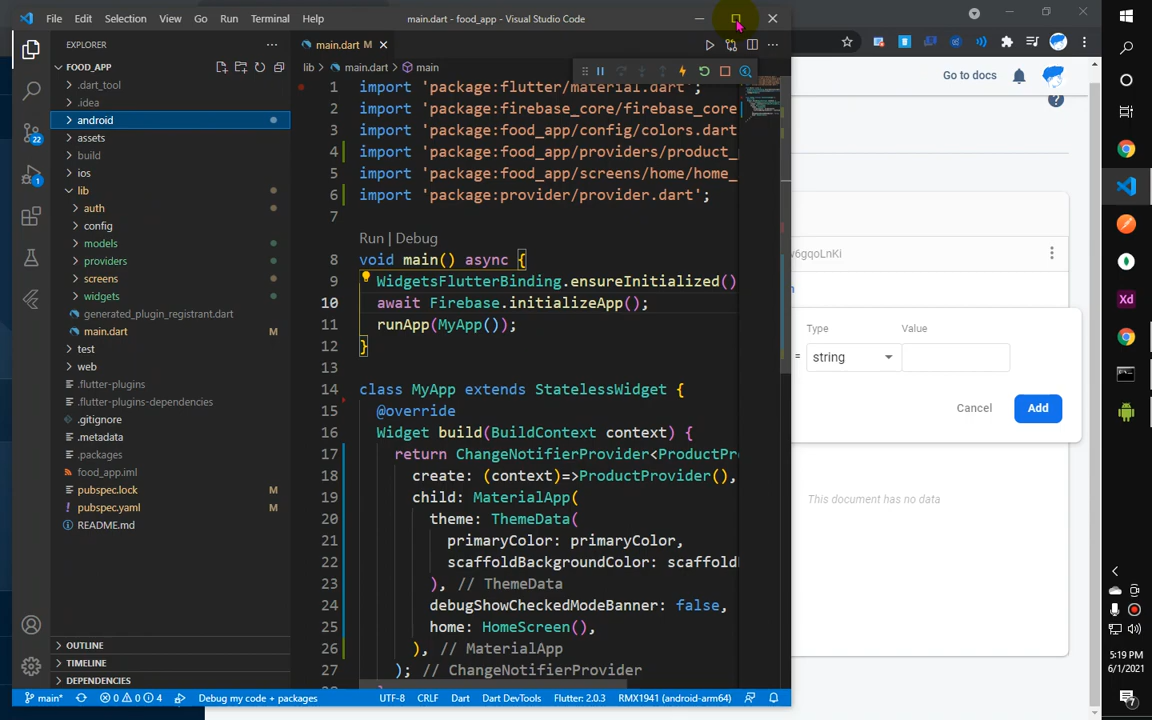 File Edit Selection View Go Run Terminal Help main.dart - food_app - Visual Studio Code
EXPLORER
FOOD_APP
.dart_tool
.idea
android
assets
build
ios
lib
auth
config
models
providers
screens
widgets
generated_plugin_registrant.dart
main.dart M
test
web
.flutter-plugins
.flutter-plugins-dependencies
.gitignore
.metadata
.packages
food_app.iml
pubspec.lock M
pubspec.yaml M
README.md
OUTLINE
TIMELINE
DEPENDENCIES
22
1
main.dart M
lib > main.dart > main
1 import 'package:flutter/material.dart';
2 import 'package:firebase_core/firebase_core
3 import 'package:food_app/config/colors.dart
4 import 'package:food_app/providers/product_
5 import 'package:food_app/screens/home/home_
6 import 'package:provider/provider.dart';
7
Run | Debug
8 void main() async {
9 WidgetsFlutterBinding.ensureInitialized()
10 await Firebase.initializeApp();
11 runApp(MyApp());
12 }
13
14 class MyApp extends StatelessWidget {
15 @override
16 Widget build(BuildContext context) {
17 return ChangeNotifierProvider<ProductPr
18 create: (context)=>ProductProvider(),
19 child: MaterialApp(
20 theme: ThemeData(
21 primaryColor: primaryColor,
22 scaffoldBackgroundColor: scaffold
23 ), // ThemeData
24 debugShowCheckedModeBanner: false,
25 home: HomeScreen(),
26 ), // MaterialApp
27 ); // ChangeNotifierProvider
main* 0 0 4 Debug my code + packages UTF-8 CRLF Dart Dart DevTools Flutter: 2.0.3 RMX1941 (android-arm64)
Go to docs
v6gqoLnKi
Type Value
= string
Cancel Add
This document has no data
Xd
5:19 PM
6/1/2021
7